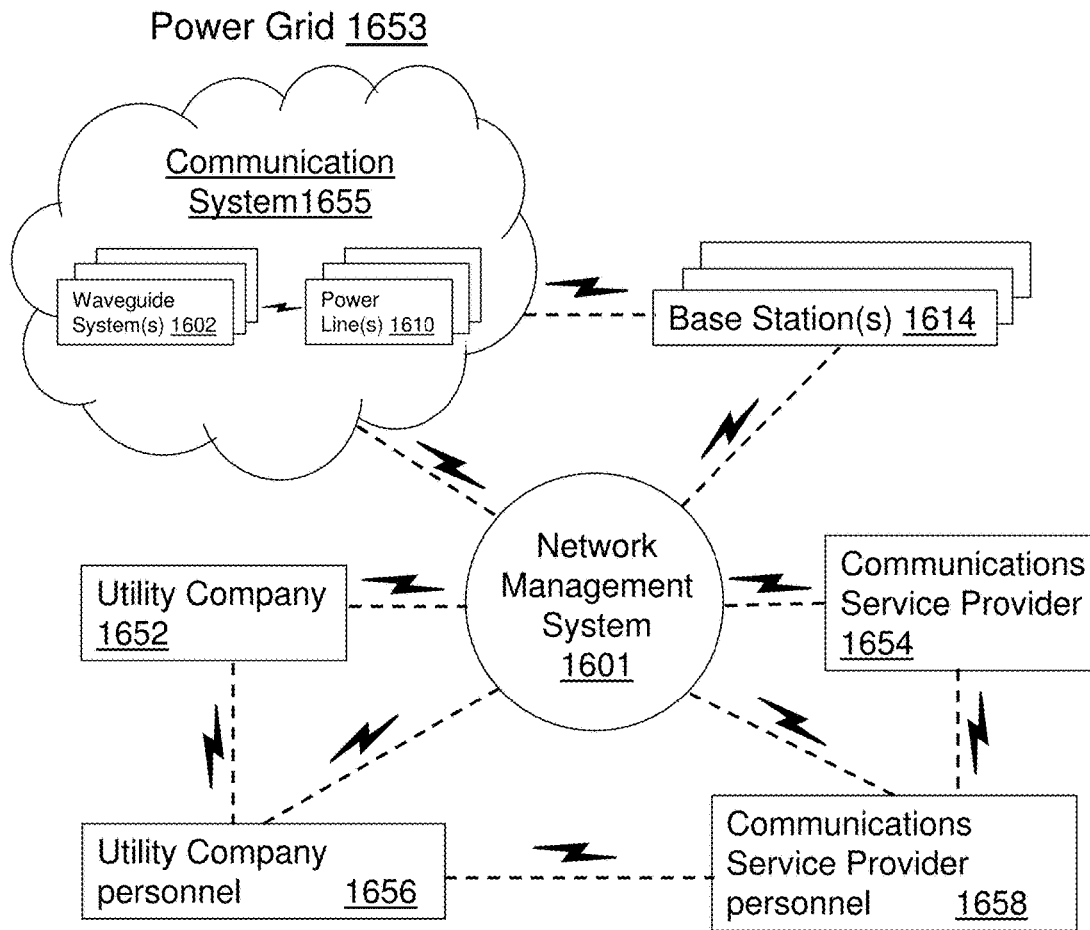 Power Grid 1653
Communication
System1655
Waveguide
System(s) 1602
Power
Line(s) 1610
Base Station(s) 1614
Network
Management
System
1601
Utility Company
1652
Communications
Service Provider
1654
Utility Company
personnel 1656
Communications
Service Provider
personnel 1658